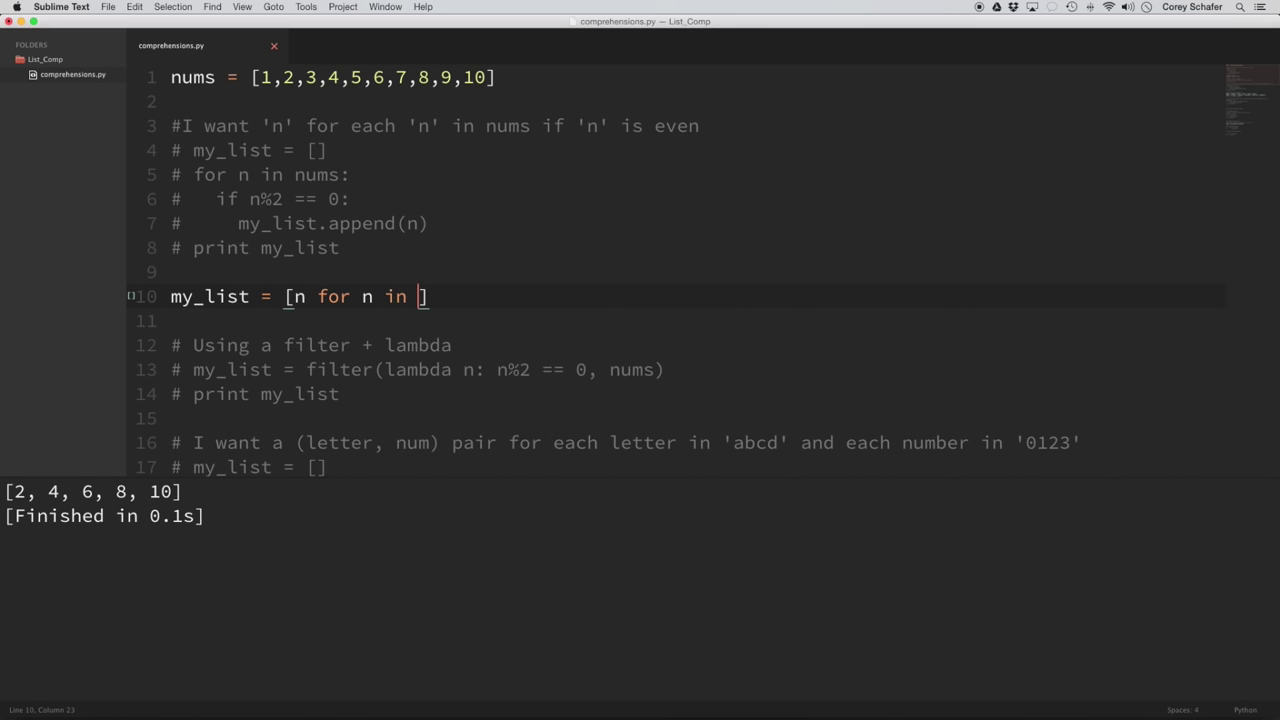 Sublime Text File Edit Selection Find View Goto Tools Project Window Help Corey Schafer
comprehensions.py — List_Comp
FOLDERS
List_Comp
comprehensions.py
comprehensions.py
1 nums = [1,2,3,4,5,6,7,8,9,10]
2
3 #I want 'n' for each 'n' in nums if 'n' is even
4 # my_list = []
5 # for n in nums:
6 #   if n%2 == 0:
7 #     my_list.append(n)
8 # print my_list
9
10 my_list = [n for n in ]
11
12 # Using a filter + lambda
13 # my_list = filter(lambda n: n%2 == 0, nums)
14 # print my_list
15
16 # I want a (letter, num) pair for each letter in 'abcd' and each number in '0123'
17 # my_list = []
[2, 4, 6, 8, 10]
[Finished in 0.1s]
Line 10, Column 23 Spaces: 4 Python